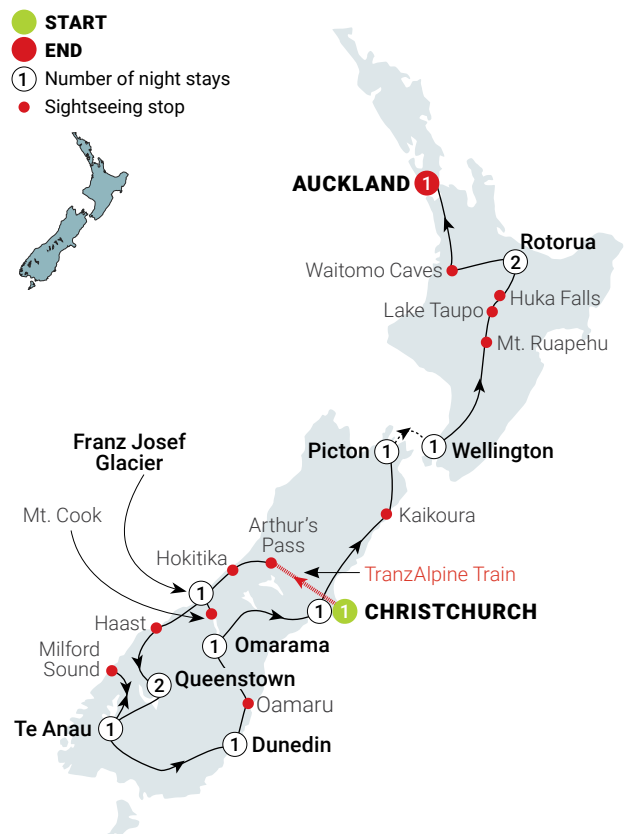 START
END
1 Number of night stays
Sightseeing stop
AUCKLAND 1
Rotorua
2
Waitomo Caves
Huka Falls
Lake Taupo
Mt. Ruapehu
Franz Josef
Glacier
Picton 1
1 Wellington
Mt. Cook
Kaikoura
Arthur's
Pass
Hokitika
TranzAlpine Train
1
1 1 CHRISTCHURCH
Haast
1 Omarama
Milford
Sound
2 Queenstown
Oamaru
Te Anau 1
1 Dunedin